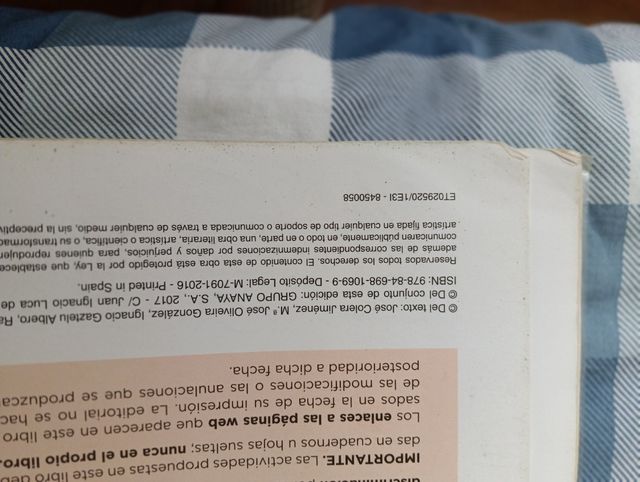 IMPORTANTE. Las actividades propuestas en este libro
das en cuadernos u hojas sueltas; nunca en el propio libro.
Los enlaces a las páginas web que aparecen en este libro
sados en la fecha de su impresión. La editorial no se hac
de las modificaciones o las anulaciones que se produzca
posterioridad a dicha fecha.
© Del texto: José Colera Jiménez, M.ª José Oliveira González, Ignacio Gaztelu Albero, Ra
© Del conjunto de esta edición: GRUPO ANAYA, S.A., 2017 - C/ Juan Ignacio Luca de
ISBN: 978-84-698-1069-9 - Depósito Legal: M-7091-2016 - Printed in Spain.
Reservados todos los derechos. El contenido de esta obra está protegido por la Ley, que establece
además de las correspondientes indemnizaciones por daños y perjuicios, para quienes reprodujer
comunicaren públicamente, en todo o en parte, una obra literaria, artística o científica, o su transformac
artística fijada en cualquier tipo de soporte o comunicada a través de cualquier medio, sin la preceptiv
ET029520/1E3I - 8450058